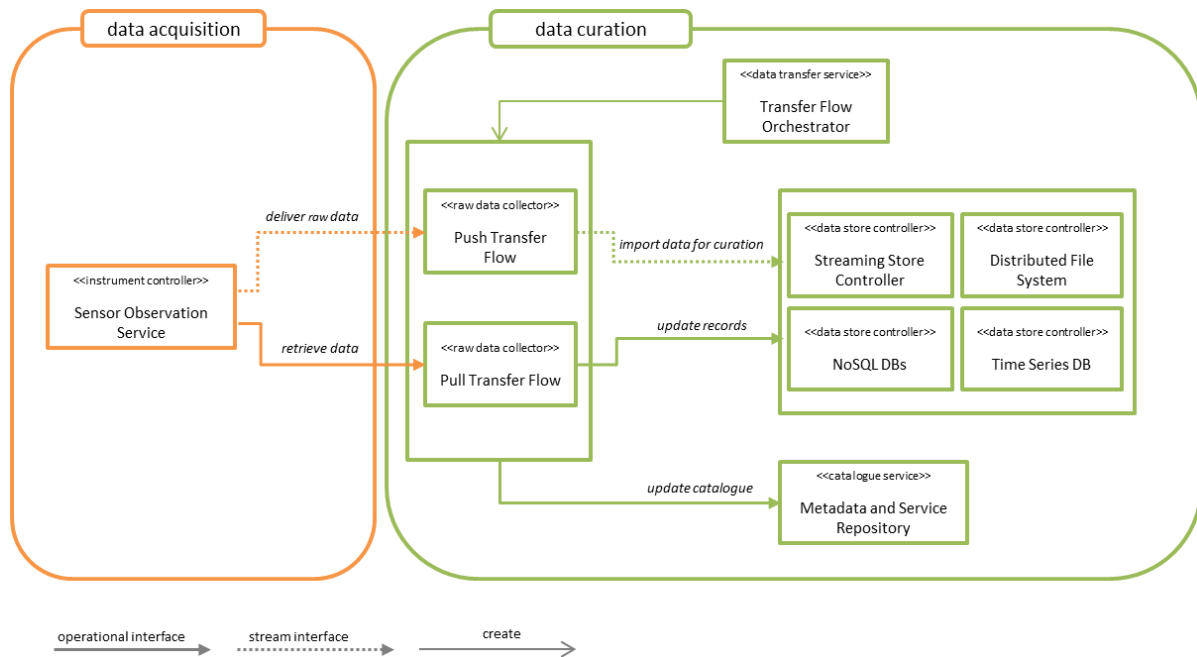 data acquisition
data curation
<<data transfer service>>
Transfer Flow
Orchestrator
<<raw data collector>>
Push Transfer
Flow
deliver raw data
import data for curation
<<data store controller>>
Streaming Store
Controller
<<data store controller>>
Distributed File
System
<<instrument controller>>
Sensor Observation
Service
retrieve data
<<raw data collector>>
Pull Transfer Flow
update records
<<data store controller>>
NoSQL DBs
<<data store controller>>
Time Series DB
update catalogue
<<catalogue service>>
Metadata and Service
Repository
operational interface
stream interface
create